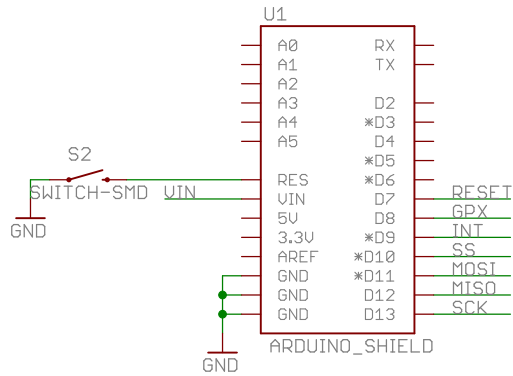 U1
A0 RX
A1 TX
A2
A3 D2
A4 *D3
A5 D4
*D5
S2
RES *D6
SWITCH-SMD VIN
VIN D7 RESET
5V D8 GPX
3.3V *D9 INT
AREF *D10 SS
GND *D11 MOSI
GND D12 MISO
GND D13 SCK
GND
ARDUINO_SHIELD
GND